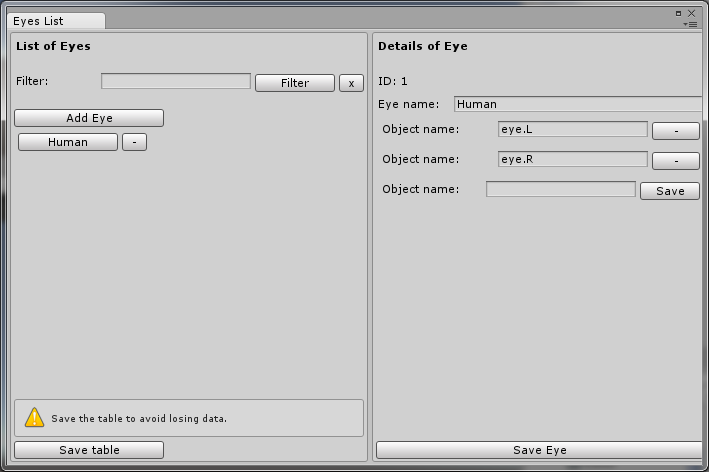 Eyes List
List of Eyes
Filter: Filter x
Add Eye
Human -
Save the table to avoid losing data.
Save table
Details of Eye
ID: 1
Eye name: Human
Object name: eye.L -
Object name: eye.R -
Object name: Save
Save Eye